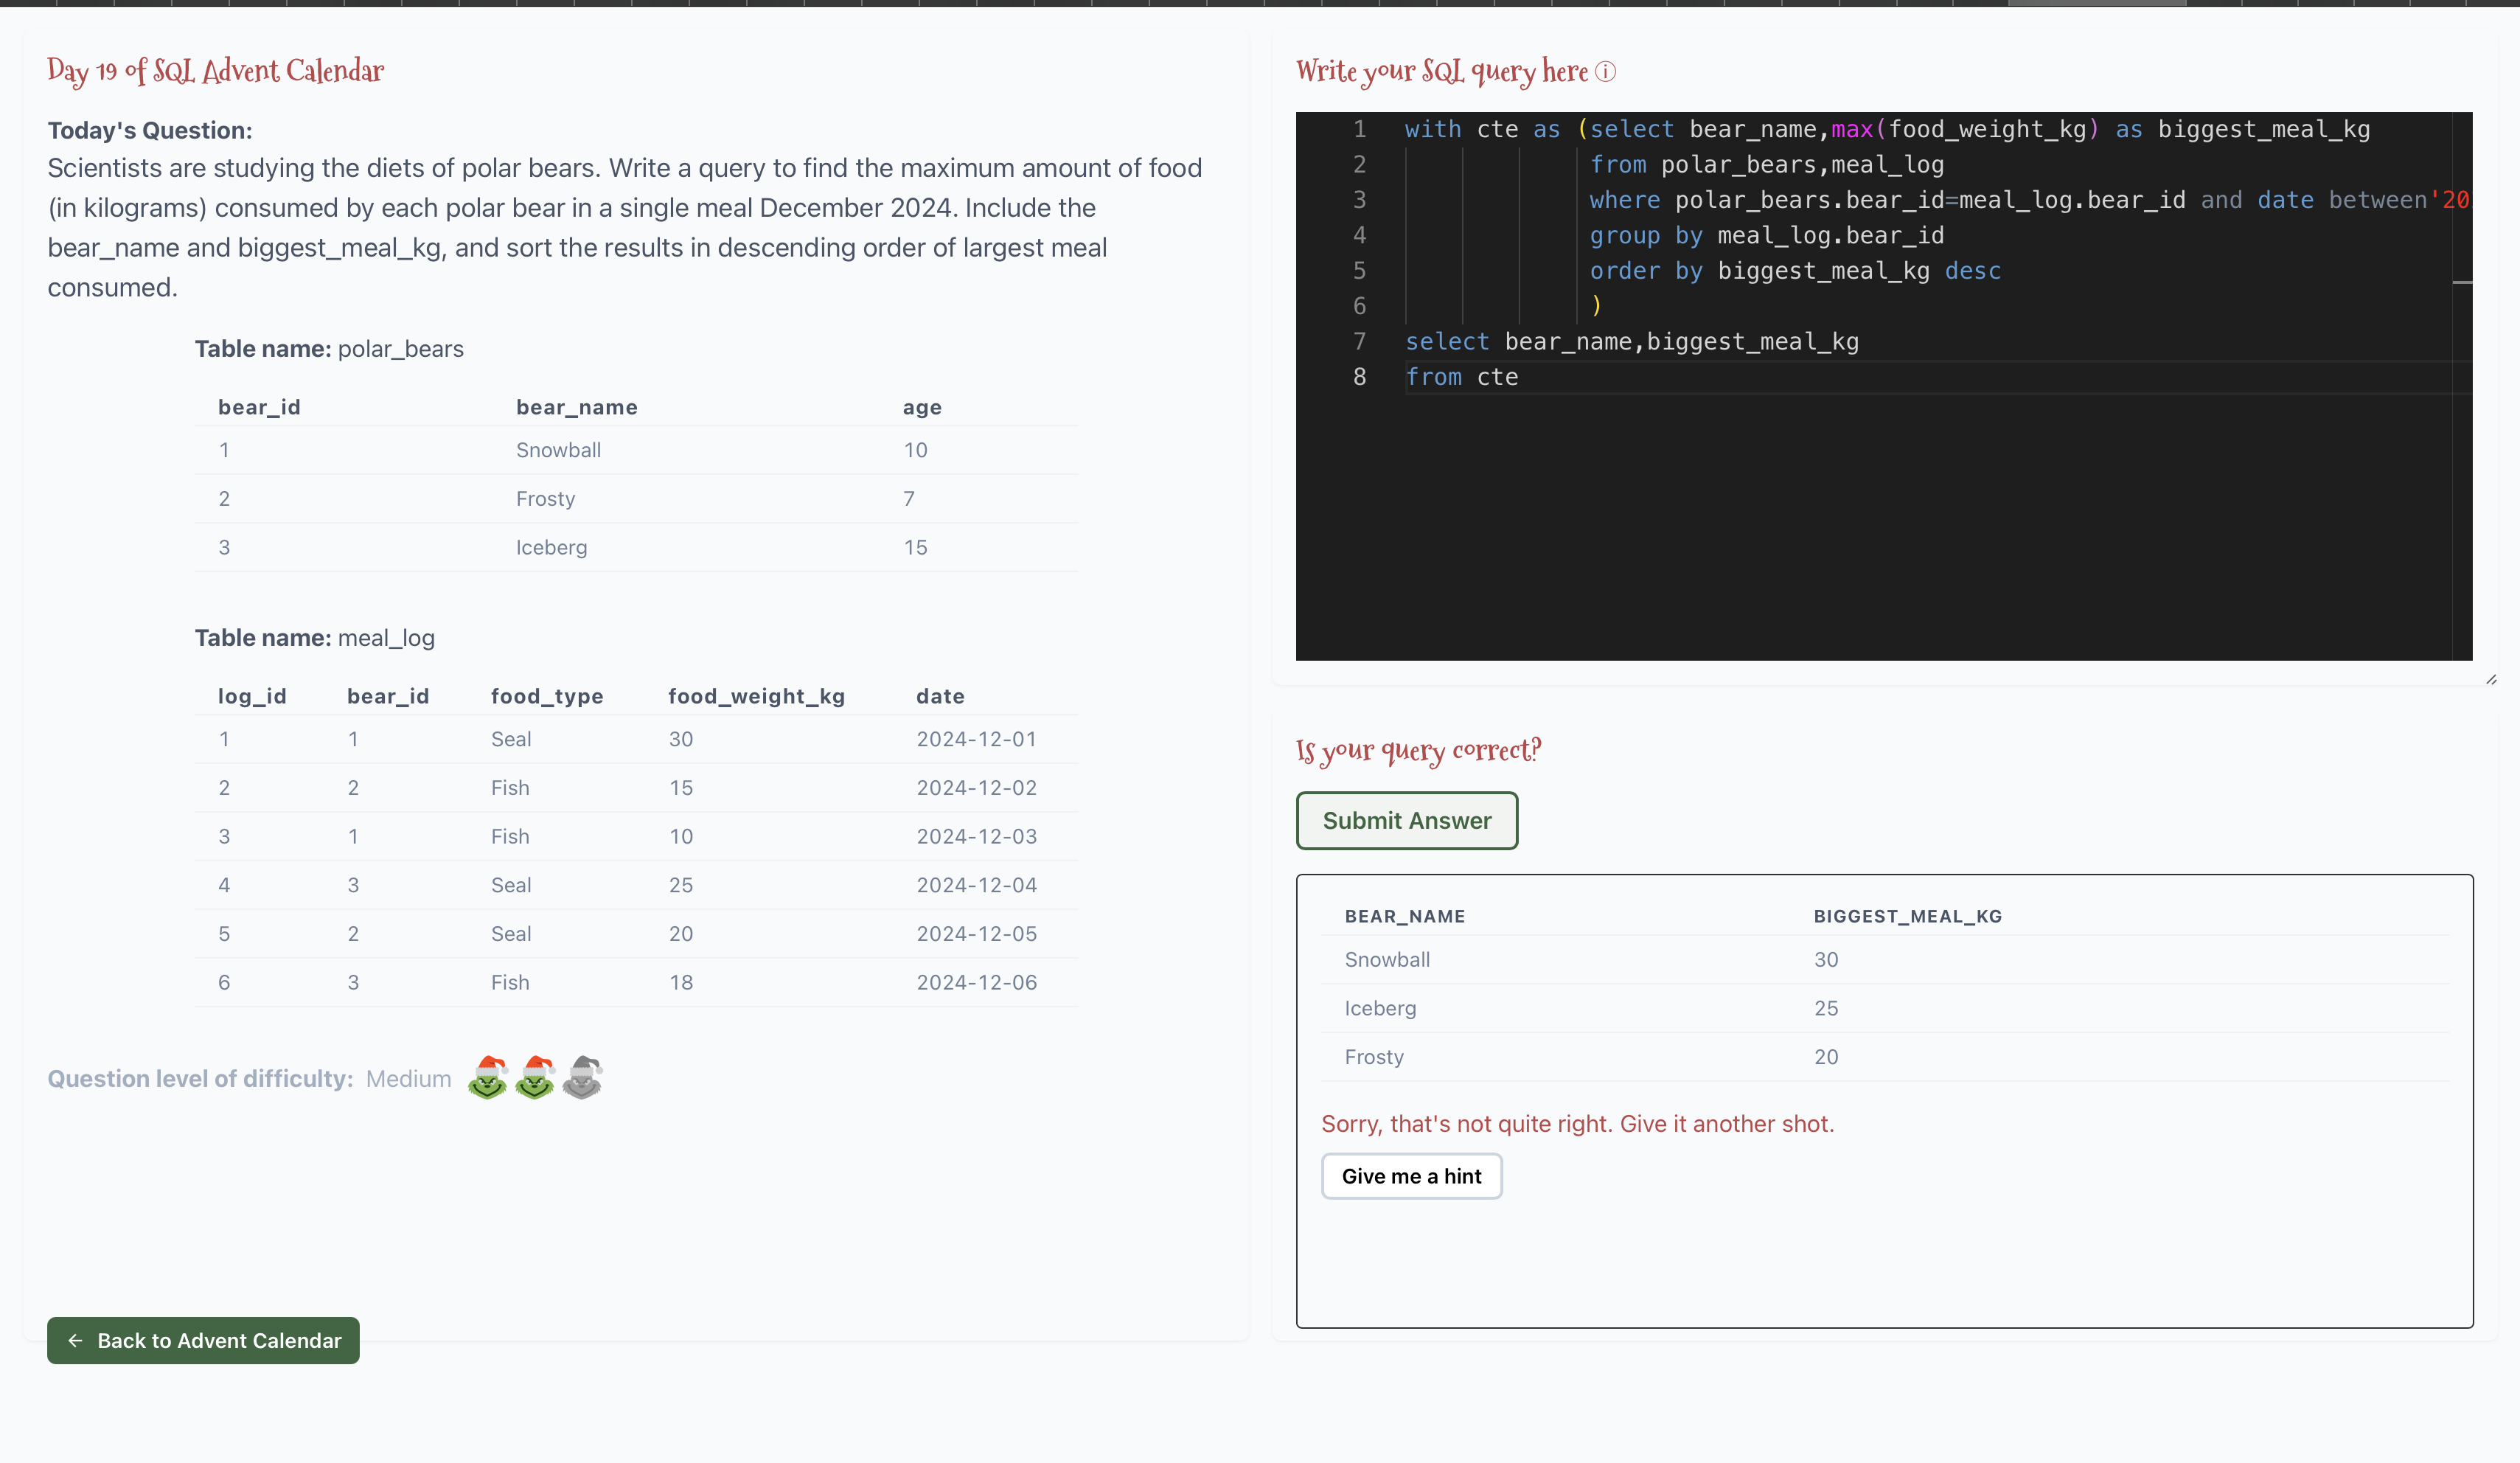 Day 19 of SQL Advent Calendar
Today's Question:
Scientists are studying the diets of polar bears. Write a query to find the maximum amount of food
(in kilograms) consumed by each polar bear in a single meal December 2024. Include the
bear_name and biggest_meal_kg, and sort the results in descending order of largest meal
consumed.
Table name: polar_bears
bear_id bear_name age
1 Snowball 10
2 Frosty 7
3 Iceberg 15
Table name: meal_log
log_id bear_id food_type food_weight_kg date
1 1 Seal 30 2024-12-01
2 2 Fish 15 2024-12-02
3 1 Fish 10 2024-12-03
4 3 Seal 25 2024-12-04
5 2 Seal 20 2024-12-05
6 3 Fish 18 2024-12-06
Question level of difficulty: Medium
← Back to Advent Calendar
Write your SQL query here ⓘ
1 with cte as (select bear_name,max(food_weight_kg) as biggest_meal_kg
2 from polar_bears,meal_log
3 where polar_bears.bear_id=meal_log.bear_id and date between'20
4 group by meal_log.bear_id
5 order by biggest_meal_kg desc
6 )
7 select bear_name,biggest_meal_kg
8 from cte
Is your query correct?
Submit Answer
BEAR_NAME BIGGEST_MEAL_KG
Snowball 30
Iceberg 25
Frosty 20
Sorry, that's not quite right. Give it another shot.
Give me a hint